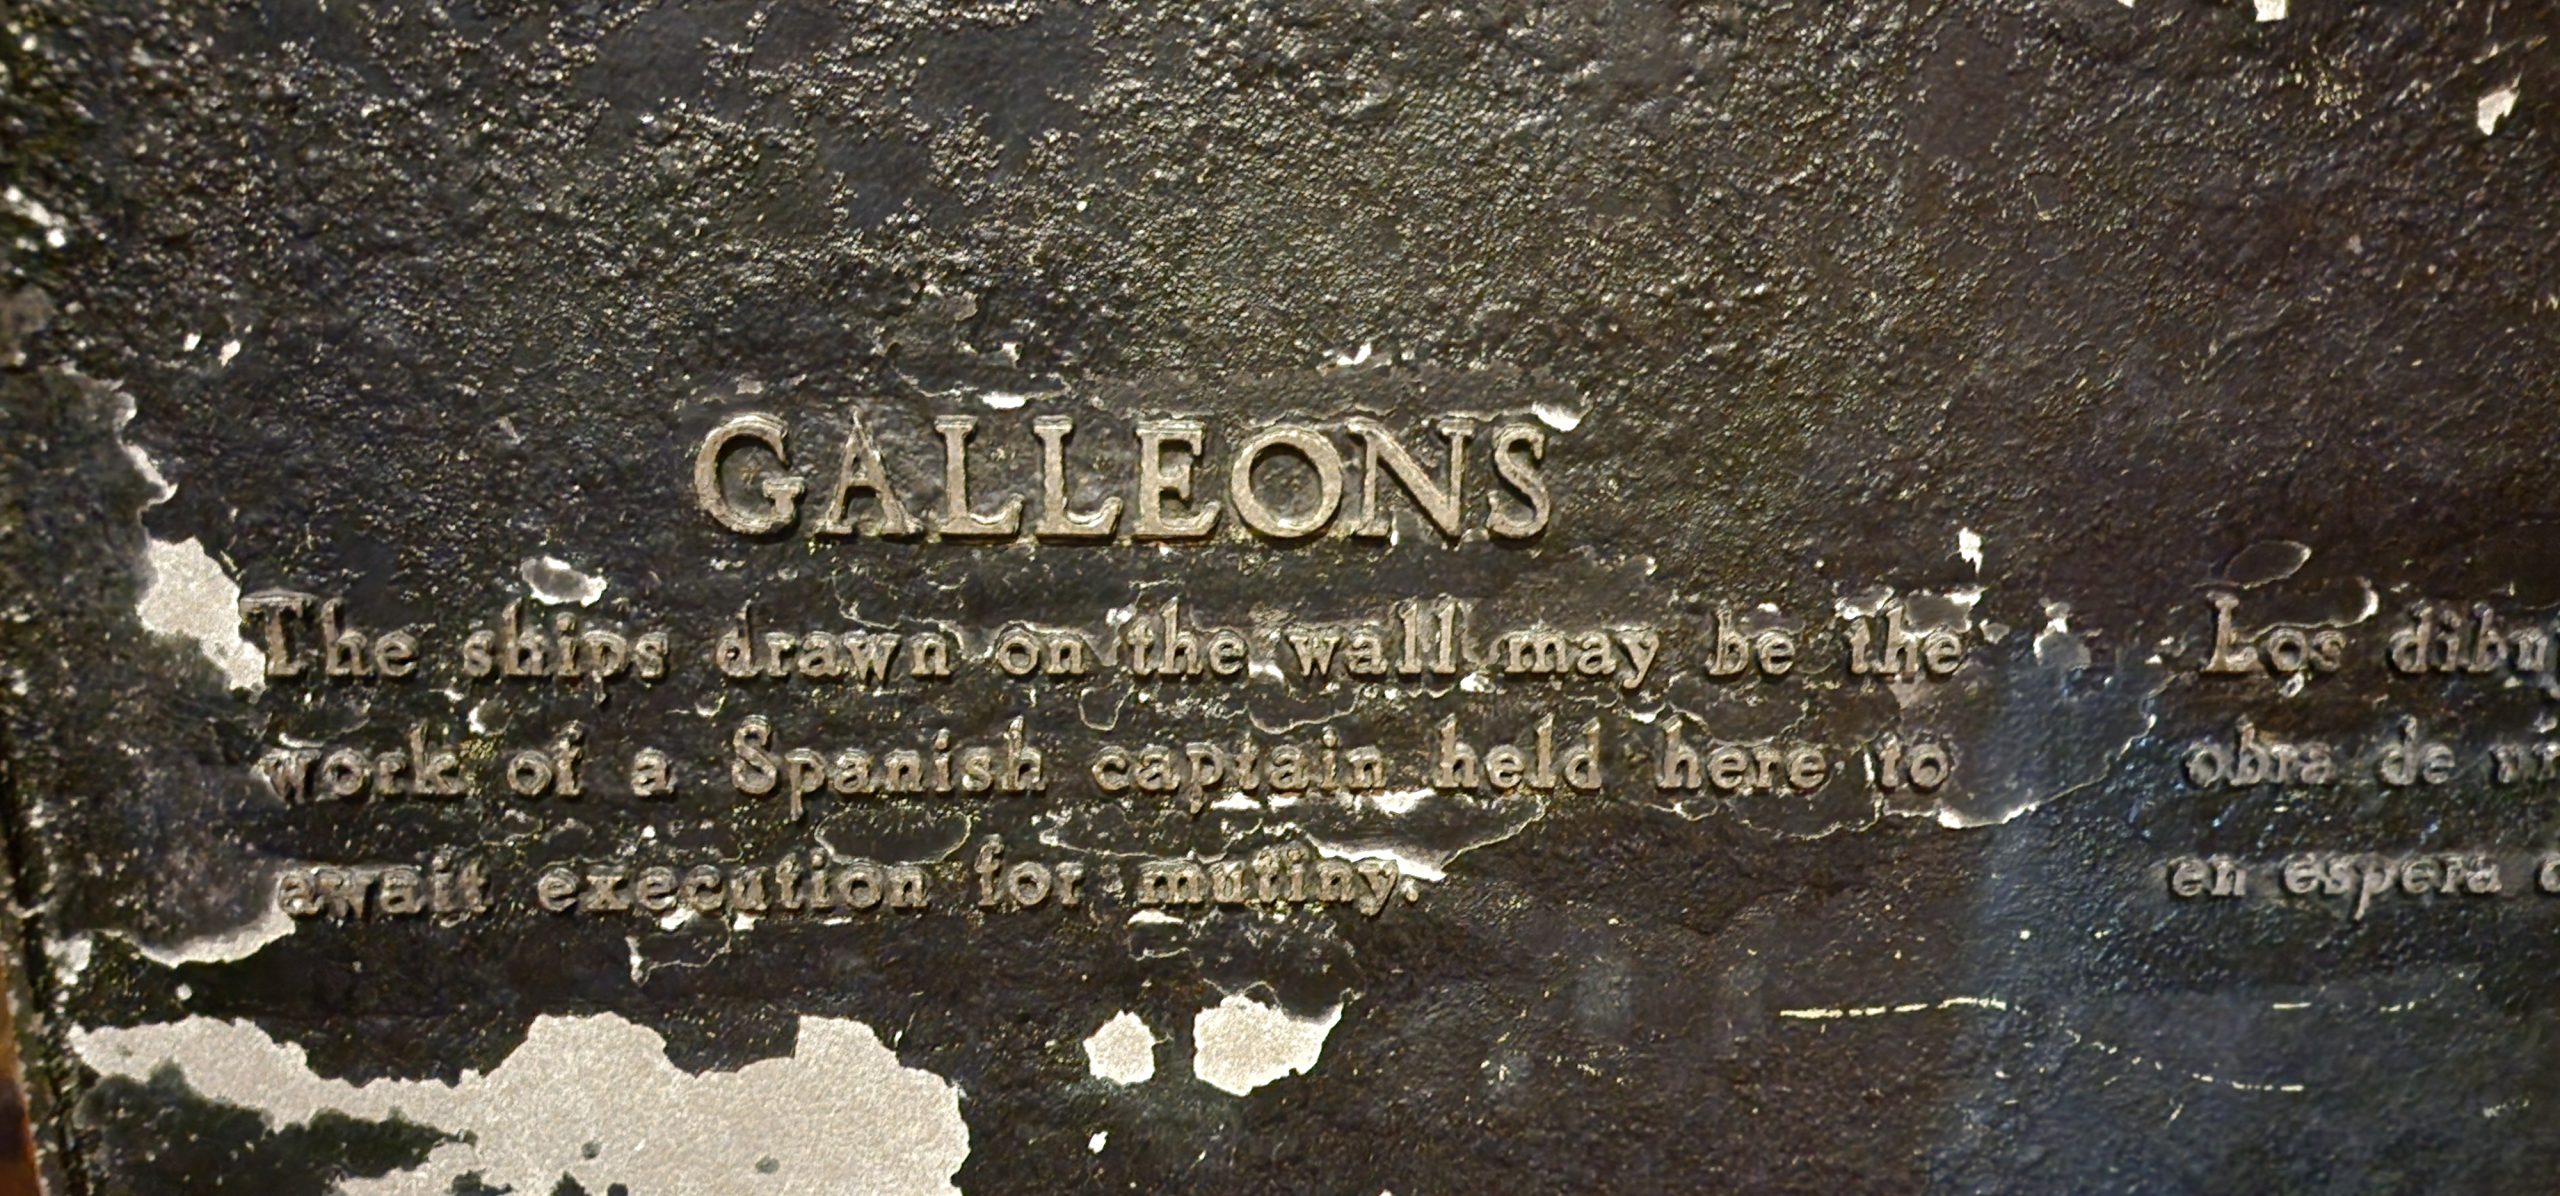 GALLEONS
The ships drawn on the wall may be the
work of a Spanish captain held here to
await execution for mutiny.
Los
obra de
en espera